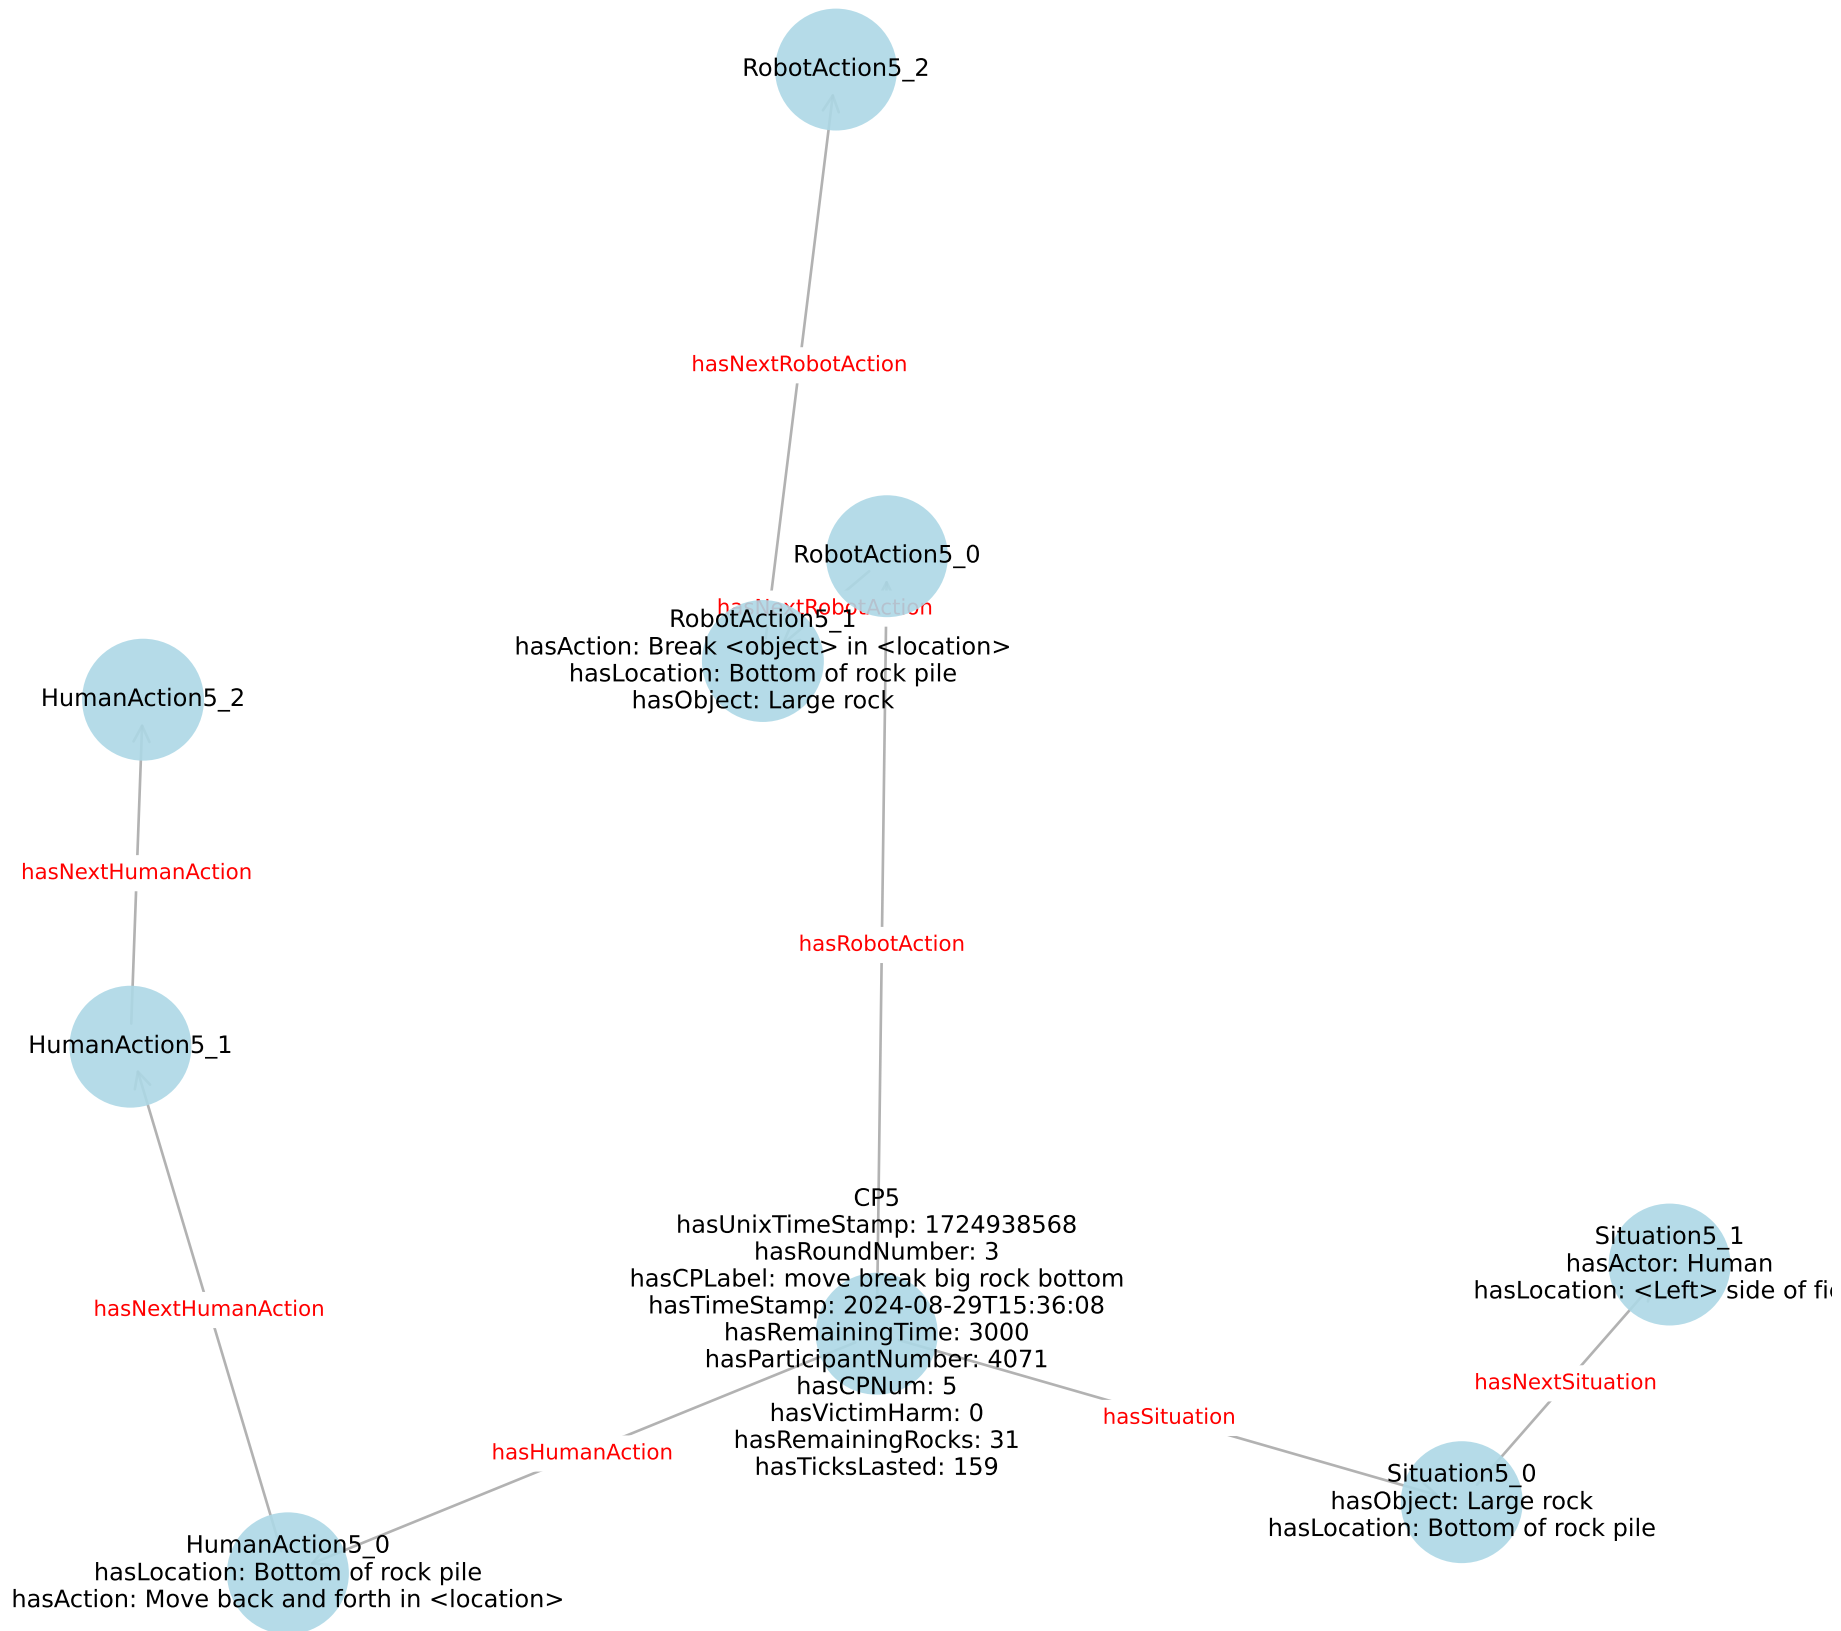 RobotAction5_2
hasNextRobotAction
RobotAction5_0
hasNextRobotAction
RobotAction5_1
hasAction: Break <object> in <location>
hasLocation: Bottom of rock pile
hasObject: Large rock
HumanAction5_2
hasNextHumanAction
hasRobotAction
HumanAction5_1
CP5
hasUnixTimeStamp: 1724938568
hasRoundNumber: 3
hasCPLabel: move break big rock bottom
hasTimeStamp: 2024-08-29T15:36:08
hasRemainingTime: 3000
hasParticipantNumber: 4071
hasCPNum: 5
hasVictimHarm: 0
hasRemainingRocks: 31
hasTicksLasted: 159
Situation5_1
hasActor: Human
hasLocation: <Left> side of
hasNextHumanAction
hasNextSituation
hasSituation
hasHumanAction
Situation5_0
hasObject: Large rock
hasLocation: Bottom of rock pile
HumanAction5_0
hasLocation: Bottom of rock pile
hasAction: Move back and forth in <location>